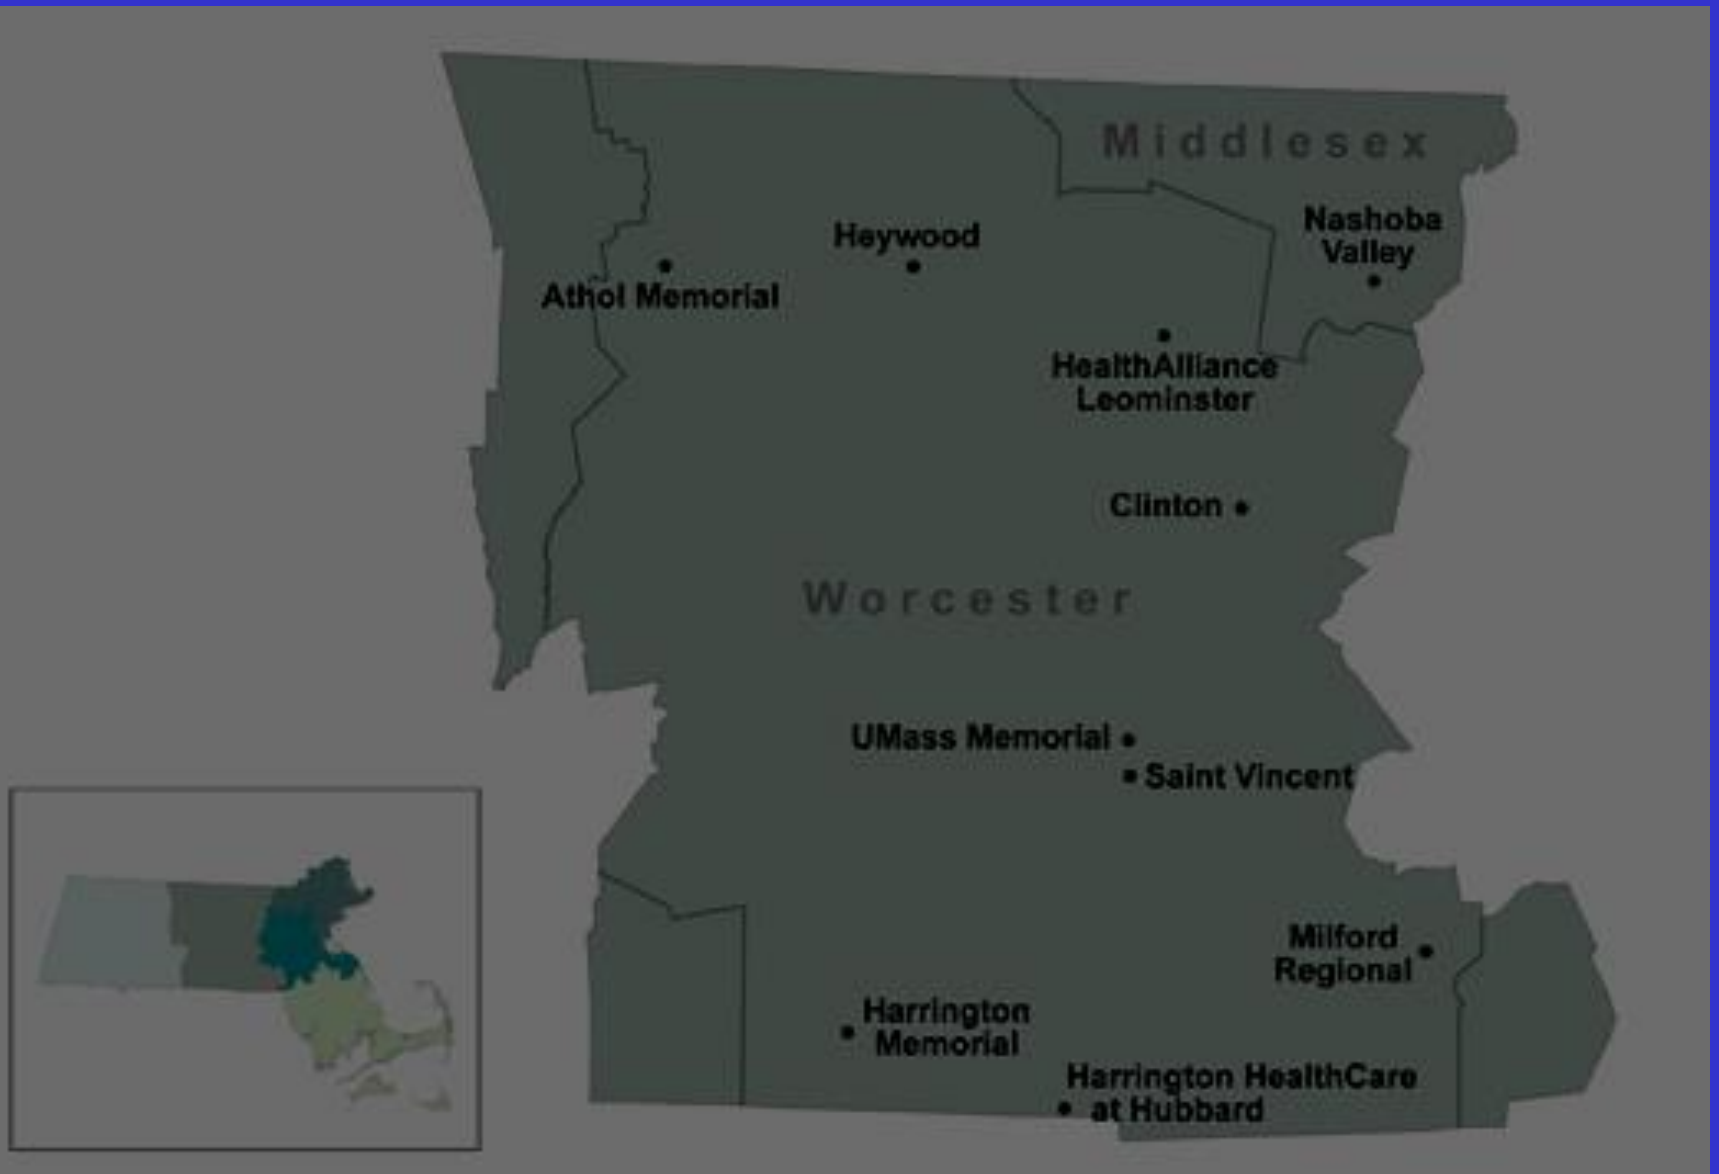 Middlesex
Nashoba
Valley
Heywood
Athol Memorial
HealthAlliance
Leominster
Clinton
Worcester
UMass Memorial
Saint Vincent
Milford
Regional
Harrington
Memorial
Harrington HealthCare
at Hubbard